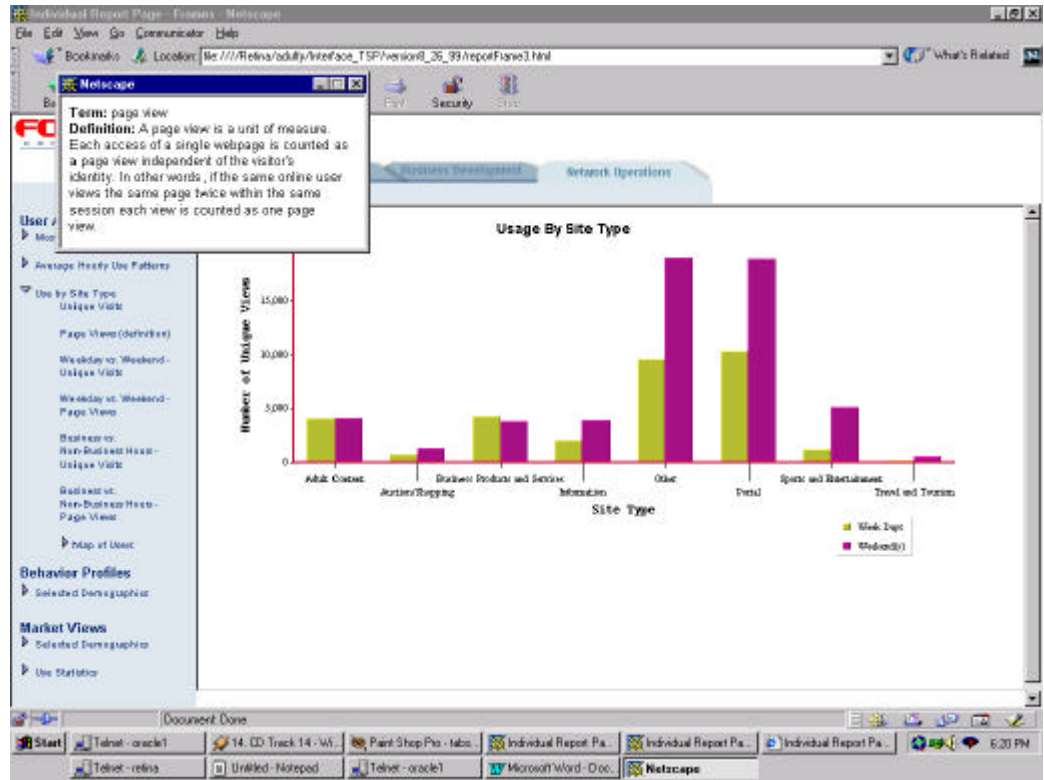 Individual Report Page - Frames - Netscape
File Edit View Go Communicator Help
Bookmarks Location: file:////Retina/adulty/Interface_TSP/version8_26_99/reportFrame3.html What's Related
Security
Netscape
Term: page view
Definition: A page view is a unit of measure.
Each access of a single webpage is counted as
a page view independent of the visitor's
identity. In other words, if the same online user
views the same page twice within the same
session each view is counted as one page
view.
Business Development Network Operations
User
Average Hourly Use Patterns
Use by Site Type
Unique Visits
Page Views (definition)
Weekday vs. Weekend -
Unique Visits
Weekday vs. Weekend -
Page Views
Business vs.
Non-Business Hours -
Unique Visits
Business vs.
Non-Business Hours -
Page Views
Map of Users
Behavior Profiles
Selected Demographics
Market Views
Selected Demographics
Use Statistics
Usage By Site Type
Number of Unique Views
15,000
10,000
5,000
0
Adult Content Business Products and Services Other Sports and Entertainment
Auction/Shopping Information Portal Travel and Tourism
Site Type
Week Days
Weekend(s)
Document: Done
Start Telnet - oracle1 14. CD Track 14 - Wi... Paint Shop Pro - tabs... Individual Report Pa... Individual Report Pa... Individual Report Pa... 6:20 PM
Telnet - retina Untitled - Notepad Telnet - oracle1 Microsoft Word - Doc... Netscape